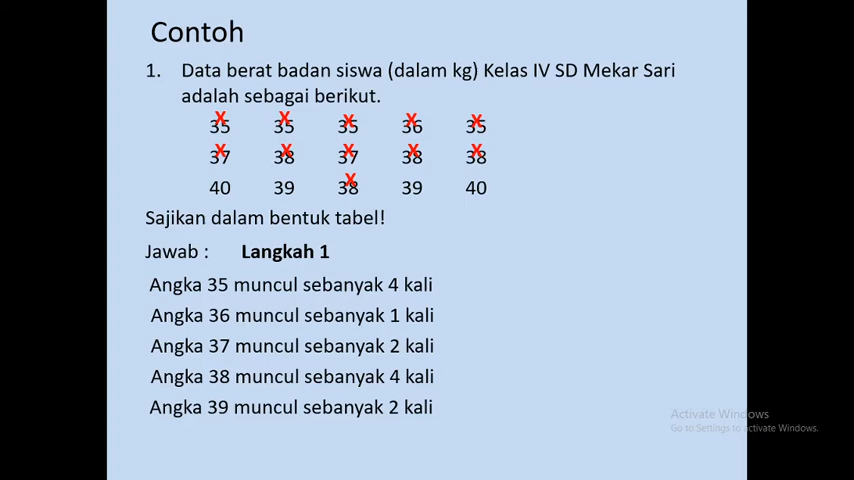 Contoh
1. Data berat badan siswa (dalam kg) Kelas IV SD Mekar Sari
adalah sebagai berikut.
X X X X X
35 35 35 36 35
X X X X X
37 38 37 38 38
X
40 39 38 39 40
Sajikan dalam bentuk tabel!
Jawab : Langkah 1
Angka 35 muncul sebanyak 4 kali
Angka 36 muncul sebanyak 1 kali
Angka 37 muncul sebanyak 2 kali
Angka 38 muncul sebanyak 4 kali
Angka 39 muncul sebanyak 2 kali
Activate Windows
Go to Settings to activate Windows.